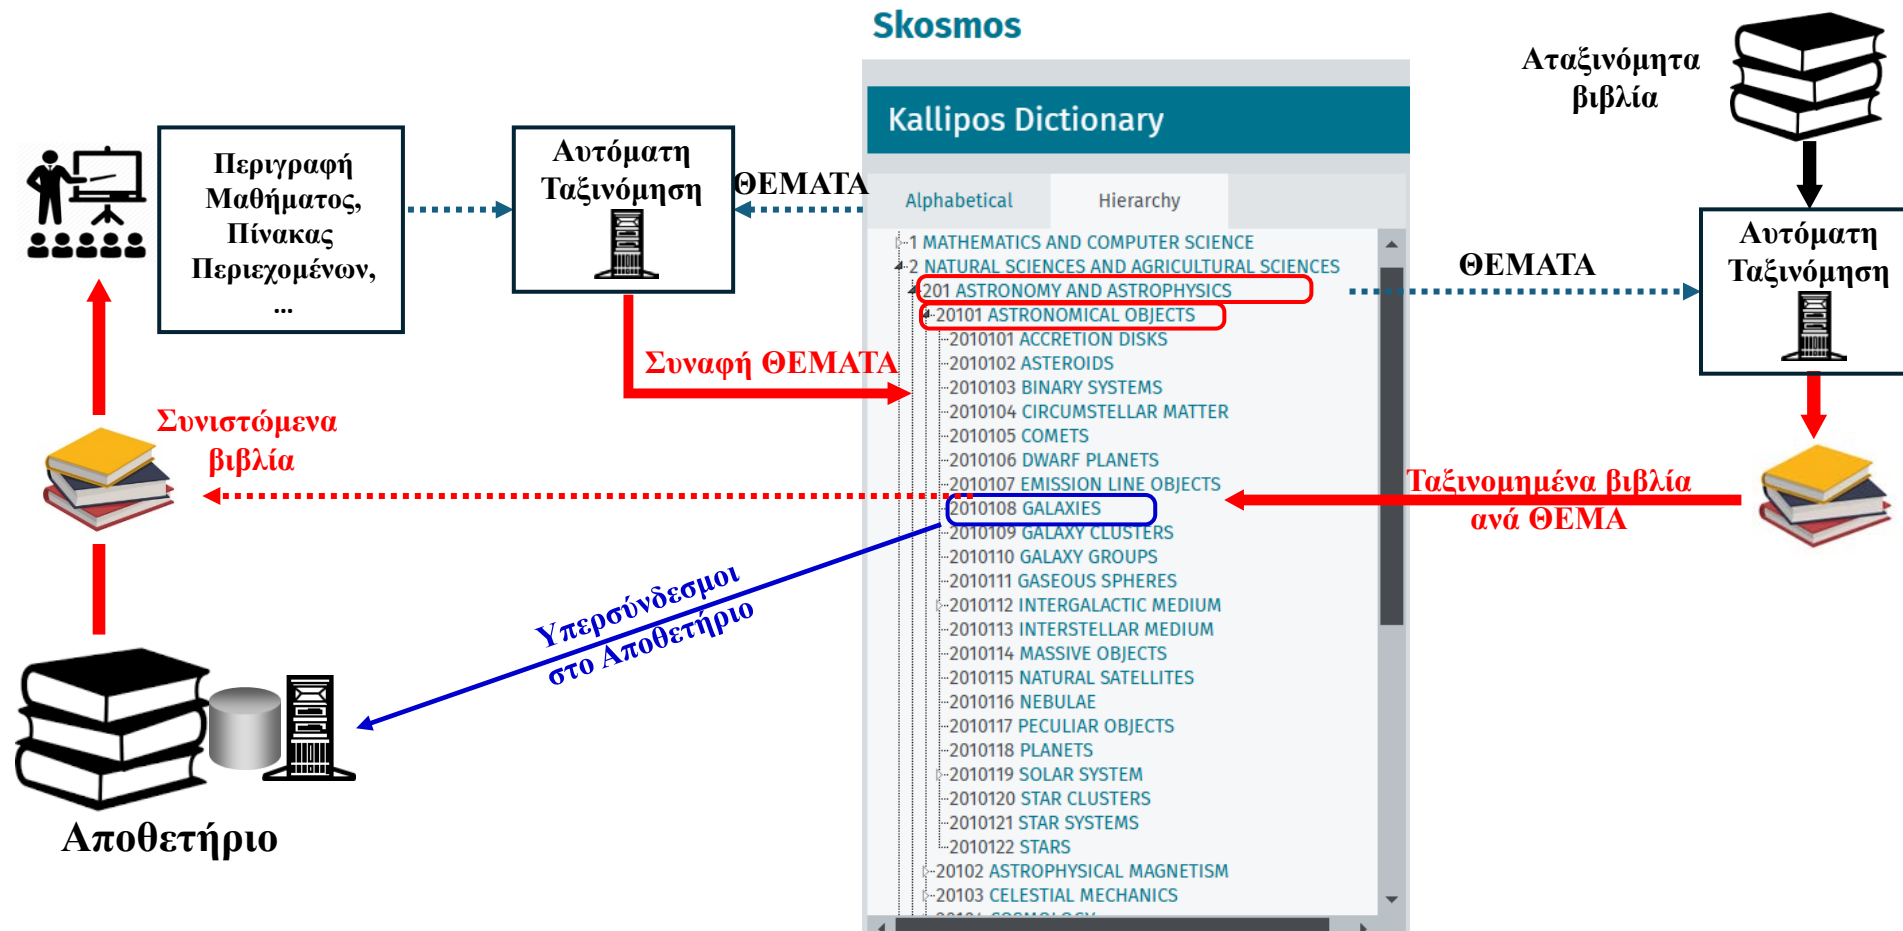 Skosmos
Αταξινόμητα
βιβλία
Kallipos Dictionary
Alphabetical
Hierarchy
Περιγραφή
Μαθήματος,
Πίνακας
Περιεχομένων,
...
Αυτόματη
Ταξινόμηση
ΘΕΜΑΤΑ
1 MATHEMATICS AND COMPUTER SCIENCE
2 NATURAL SCIENCES AND AGRICULTURAL SCIENCES
201 ASTRONOMY AND ASTROPHYSICS
20101 ASTRONOMICAL OBJECTS
2010101 ACCRETION DISKS
2010102 ASTEROIDS
2010103 BINARY SYSTEMS
2010104 CIRCUMSTELLAR MATTER
2010105 COMETS
2010106 DWARF PLANETS
2010107 EMISSION LINE OBJECTS
2010108 GALAXIES
2010109 GALAXY CLUSTERS
2010110 GALAXY GROUPS
2010111 GASEOUS SPHERES
2010112 INTERGALACTIC MEDIUM
2010113 INTERSTELLAR MEDIUM
2010114 MASSIVE OBJECTS
2010115 NATURAL SATELLITES
2010116 NEBULAE
2010117 PECULIAR OBJECTS
2010118 PLANETS
2010119 SOLAR SYSTEM
2010120 STAR CLUSTERS
2010121 STAR SYSTEMS
2010122 STARS
20102 ASTROPHYSICAL MAGNETISM
20103 CELESTIAL MECHANICS
ΘΕΜΑΤΑ
Αυτόματη
Ταξινόμηση
Συναφή ΘΕΜΑΤΑ
Συνιστώμενα
βιβλία
Ταξινομημένα βιβλία
ανά ΘΕΜΑ
Υπερσύνδεσμοι
στο Αποθετήριο
Αποθετήριο